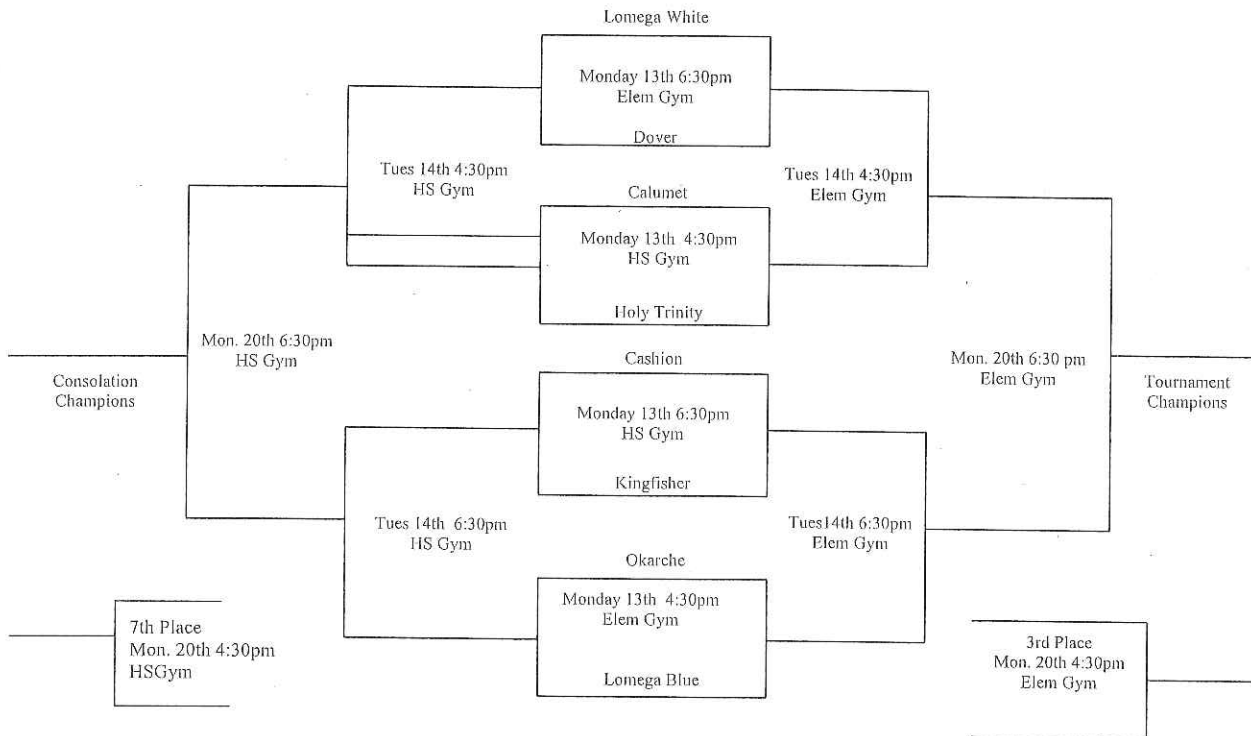 Lomega White
Monday 13th 6:30pm
Elem Gym
Dover
Tues 14th 4:30pm
HS Gym
Calumet
Tues 14th 4:30pm
Elem Gym
Monday 13th 4:30pm
HS Gym
Holy Trinity
Mon. 20th 6:30pm
HS Gym
Cashion
Mon. 20th 6:30 pm
Elem Gym
Consolation
Champions
Tournament
Champions
Monday 13th 6:30pm
HS Gym
Kingfisher
Tues 14th 6:30pm
HS Gym
Tues14th 6:30pm
Elem Gym
Okarche
Monday 13th 4:30pm
Elem Gym
Lomega Blue
7th Place
Mon. 20th 4:30pm
HSGym
3rd Place
Mon. 20th 4:30pm
Elem Gym